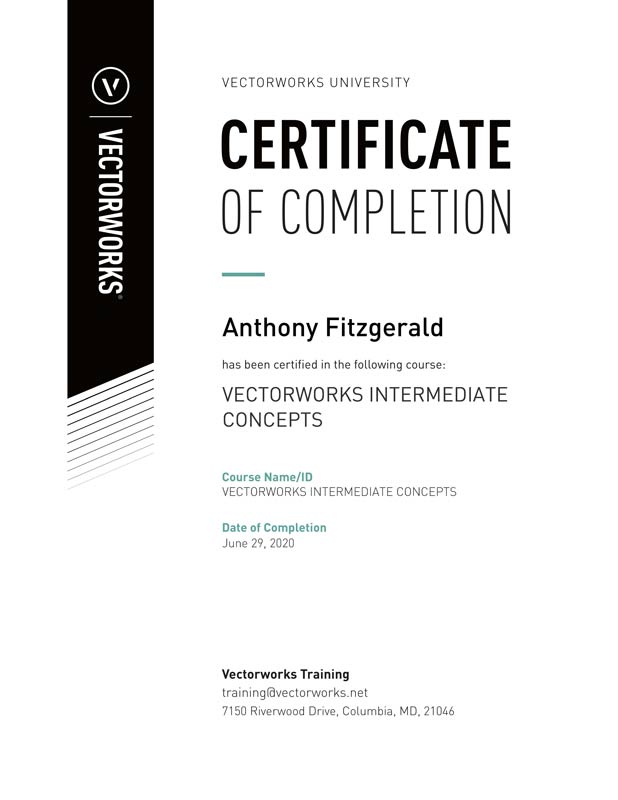 VECTORWORKS®
VECTORWORKS UNIVERSITY
CERTIFICATE
OF COMPLETION
Anthony Fitzgerald
has been certified in the following course:
VECTORWORKS INTERMEDIATE
CONCEPTS
Course Name/ID
VECTORWORKS INTERMEDIATE CONCEPTS
Date of Completion
June 29, 2020
Vectorworks Training
training@vectorworks.net
7150 Riverwood Drive, Columbia, MD, 21046